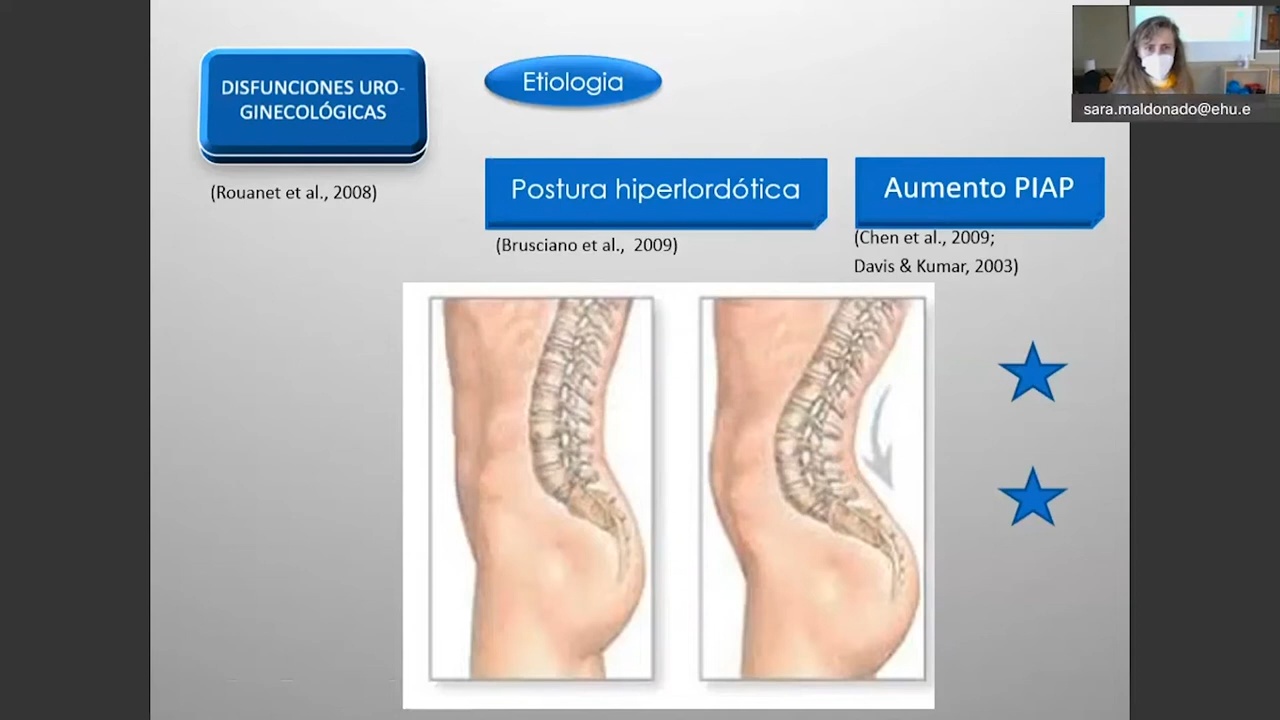 DISFUNCIONES URO-
GINECOLÓGICAS
(Rouanet et al., 2008)
Etiologia
Postura hiperlordótica
(Brusciano et al., 2009)
Aumento PIAP
(Chen et al., 2009;
Davis & Kumar, 2003)
sara.maldonado@ehu.e